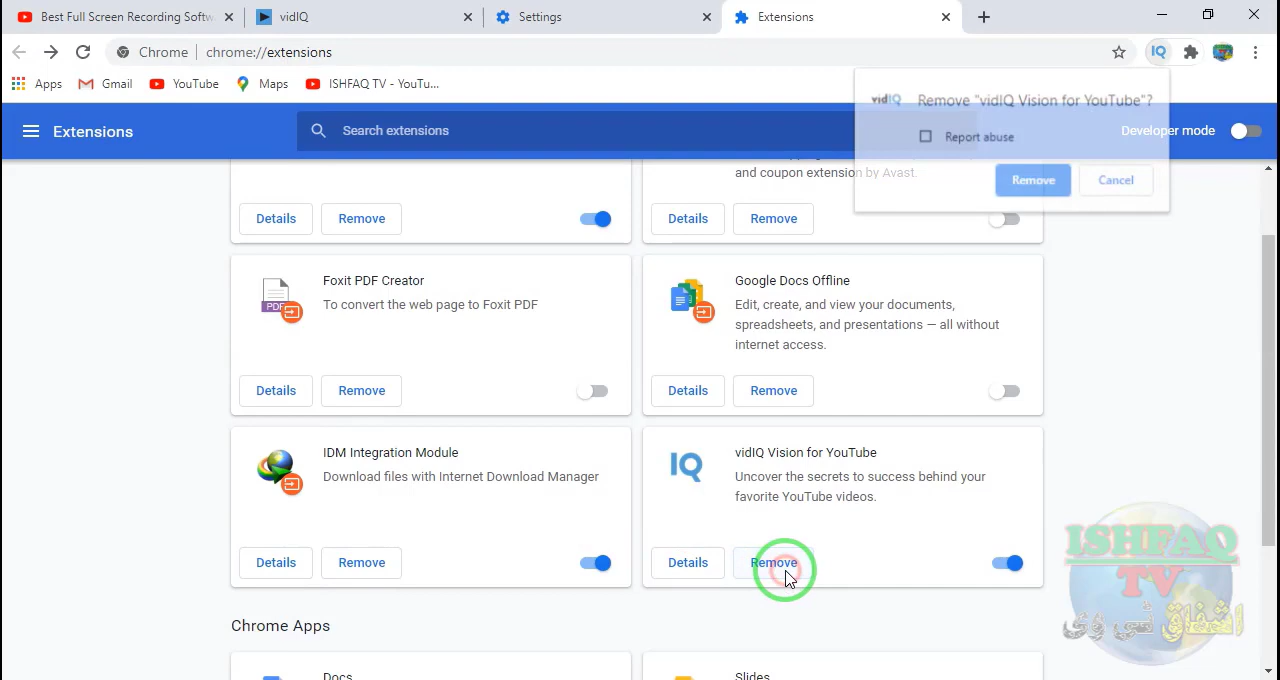 Best Full Screen Recording Softw
vidIQ
Settings
Extensions
Chrome
chrome://extensions
IQ
Apps
Gmail
YouTube
Maps
ISHFAQ TV - YouTu...
vidIQ
Remove "vidIQ Vision for YouTube"?
Report abuse
Remove
Cancel
Extensions
Search extensions
Developer mode
and coupon extension by Avast.
Details
Remove
Details
Remove
PDF
Foxit PDF Creator
To convert the web page to Foxit PDF
Details
Remove
Google Docs Offline
Edit, create, and view your documents,
spreadsheets, and presentations — all without
internet access.
Details
Remove
IDM Integration Module
Download files with Internet Download Manager
Details
Remove
IQ
vidIQ Vision for YouTube
Uncover the secrets to success behind your
favorite YouTube videos.
Details
Remove
ISHFAQ
TV
اشفاق ٹی وی
Chrome Apps
Docs
Slides